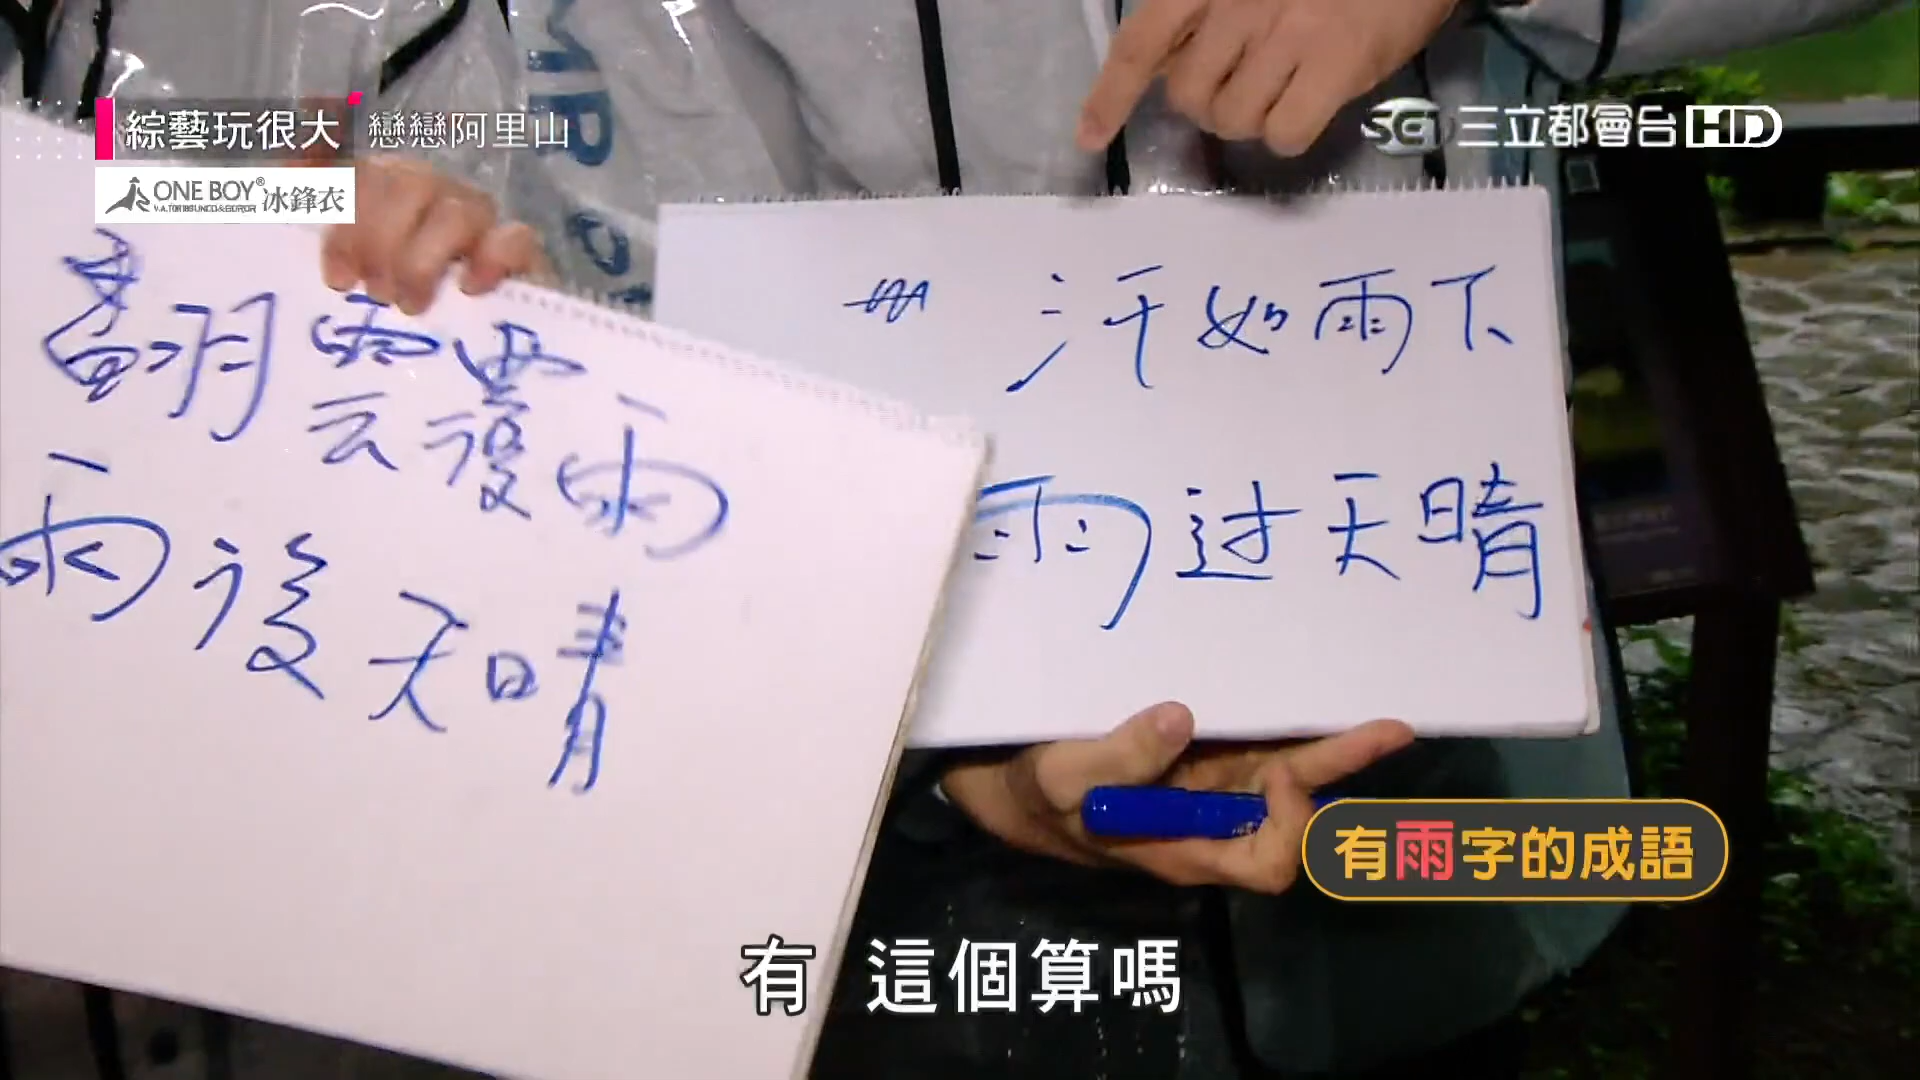 綜藝玩很大 戀戀阿里山
SET 三立都會台 HD
ONE BOY® 冰鋒衣
翻雲覆雨
雨後天晴
汗如雨下
雨过天晴
有雨字的成語
有 這個算嗎